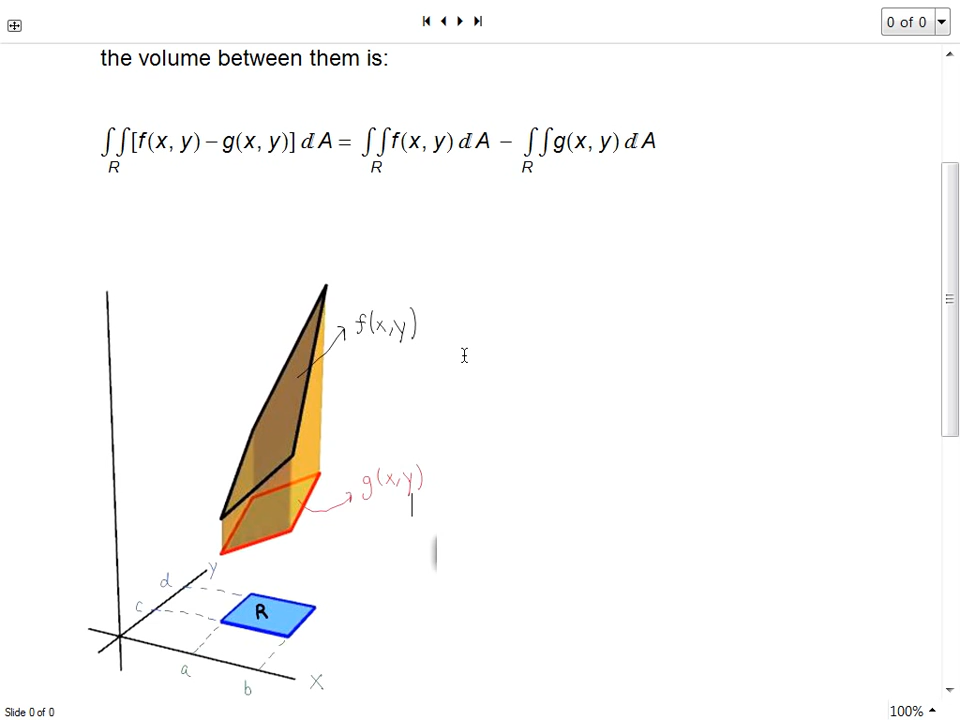 0 of 0
the volume between them is:
∫∫[f(x, y) − g(x, y)] dA = ∫∫f(x, y) dA − ∫∫g(x, y) dA
R R R
f(x,y)
g(x,y)
y
d
c
R
a
b
x
Slide 0 of 0
100%